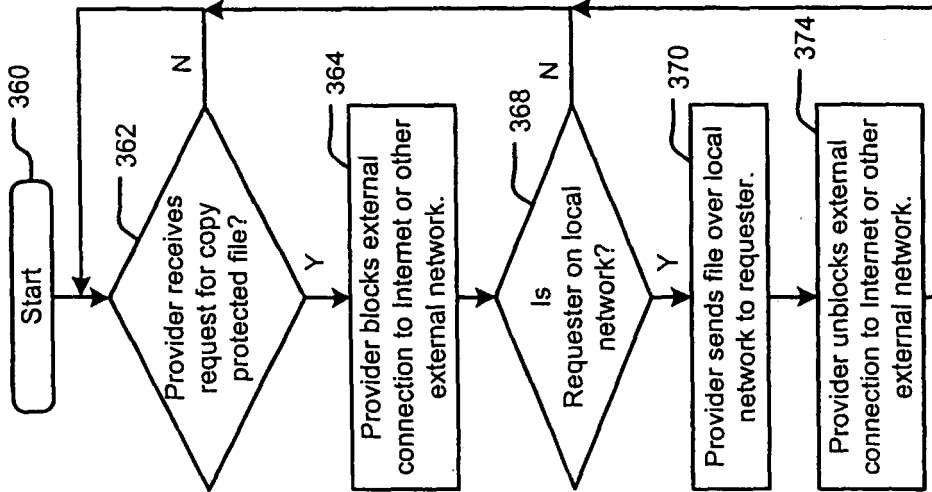 Start
360
Provider receives
request for copy
protected file?
362
N
Y
Provider blocks external
connection to Internet or other
external network.
364
Is
Requester on local
network?
368
N
Y
Provider sends file over local
network to requester.
370
Provider unblocks external
connection to Internet or other
external network.
374